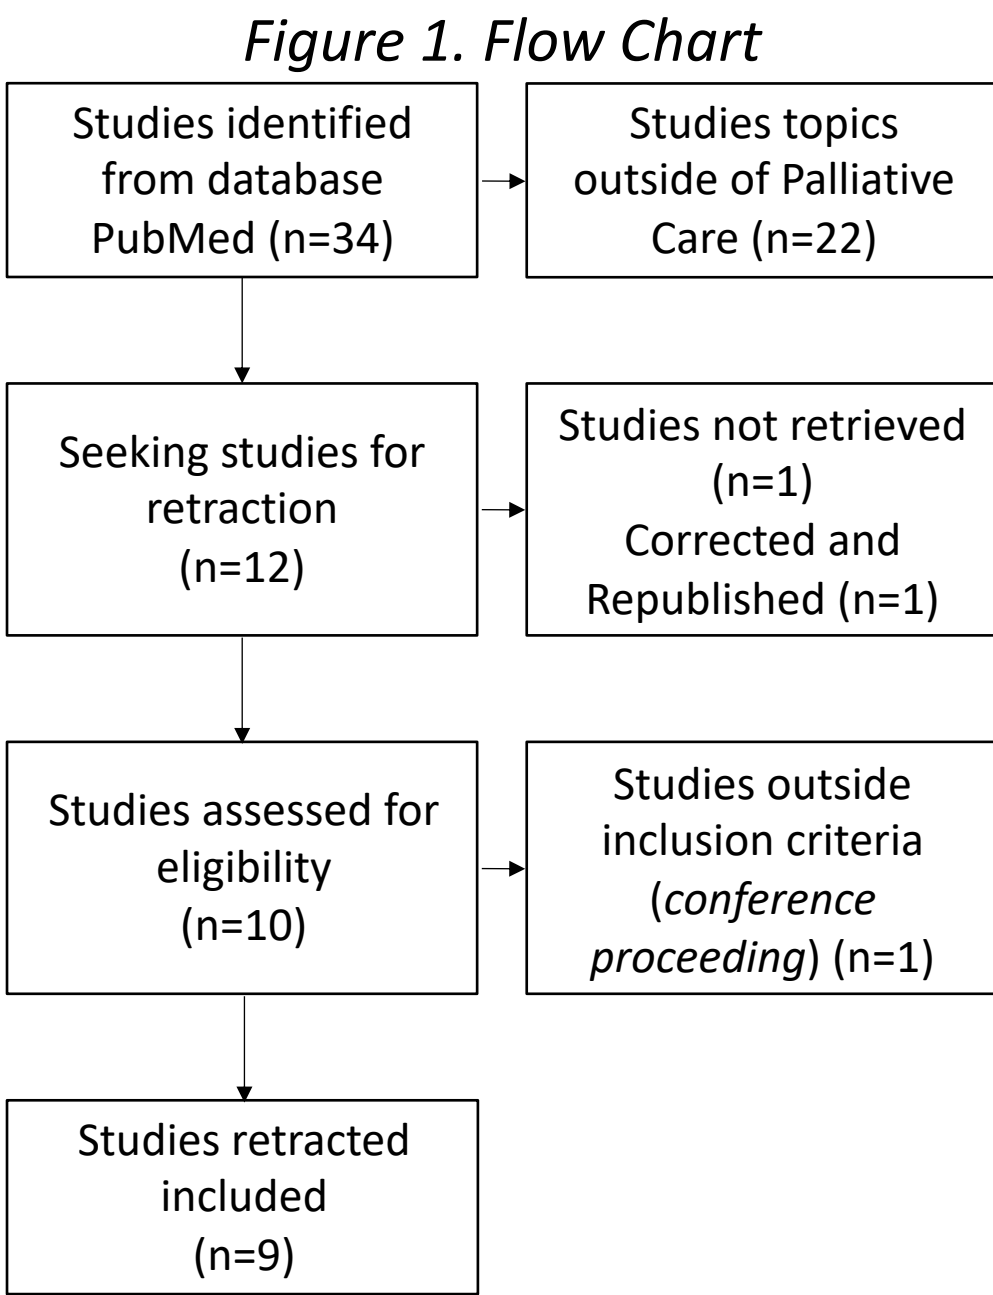 Figure 1. Flow Chart
Studies identified
from database
PubMed (n=34)
Studies topics
outside of Palliative
Care (n=22)
Seeking studies for
retraction
(n=12)
Studies not retrieved
(n=1)
Corrected and
Republished (n=1)
Studies assessed for
eligibility
(n=10)
Studies outside
inclusion criteria
(conference
proceeding) (n=1)
Studies retracted
included
(n=9)